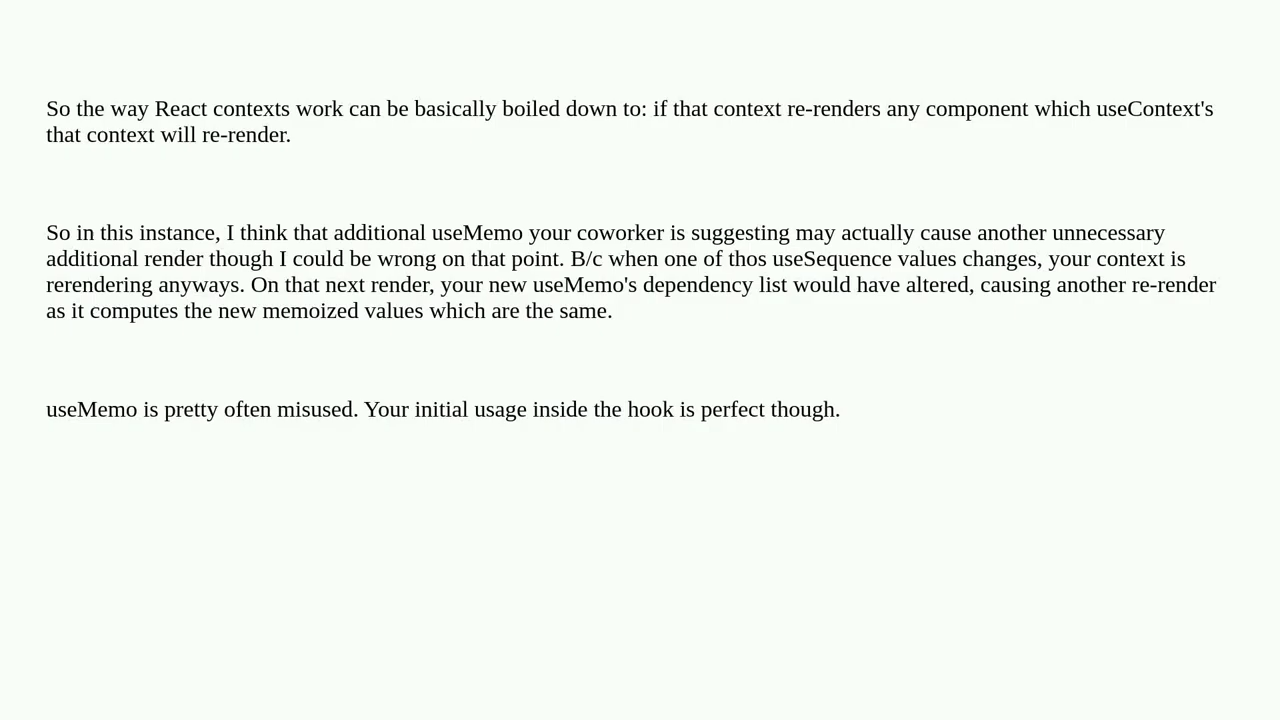 So the way React contexts work can be basically boiled down to: if that context re-renders any component which useContext's
that context will re-render.
So in this instance, I think that additional useMemo your coworker is suggesting may actually cause another unnecessary
additional render though I could be wrong on that point. B/c when one of thos useSequence values changes, your context is
rerendering anyways. On that next render, your new useMemo's dependency list would have altered, causing another re-render
as it computes the new memoized values which are the same.
useMemo is pretty often misused. Your initial usage inside the hook is perfect though.